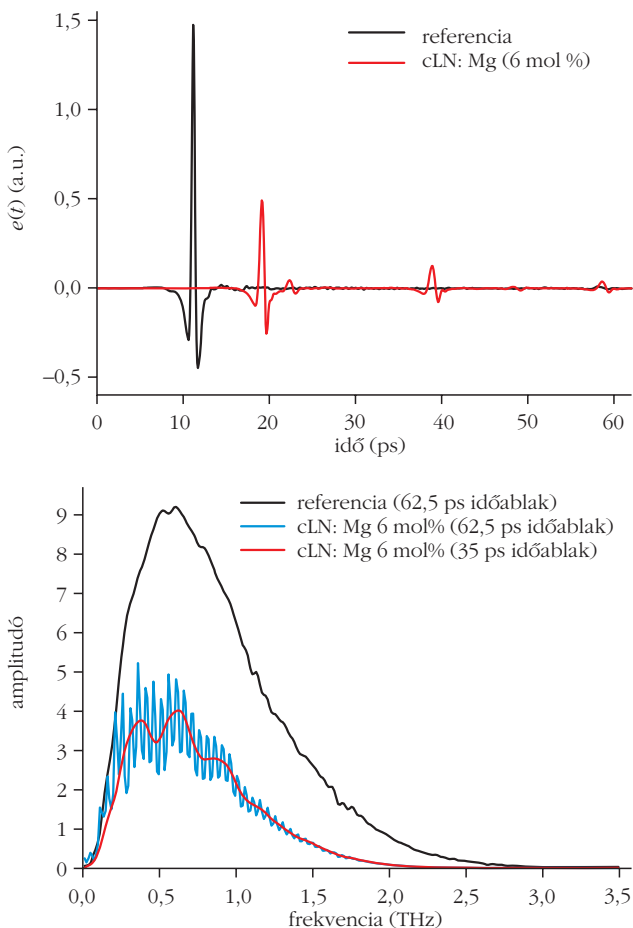 1,5
1,0
0,5
0,0
–0,5
e(t) (a.u.)
referencia
cLN: Mg (6 mol %)
0 10 20 30 40 50 60
idő (ps)
referencia (62,5 ps időablak)
cLN: Mg 6 mol% (62,5 ps időablak)
cLN: Mg 6 mol% (35 ps időablak)
9
8
7
6
5
4
3
2
1
0
amplitudó
0,0 0,5 1,0 1,5 2,0 2,5 3,0 3,5
frekvencia (THz)